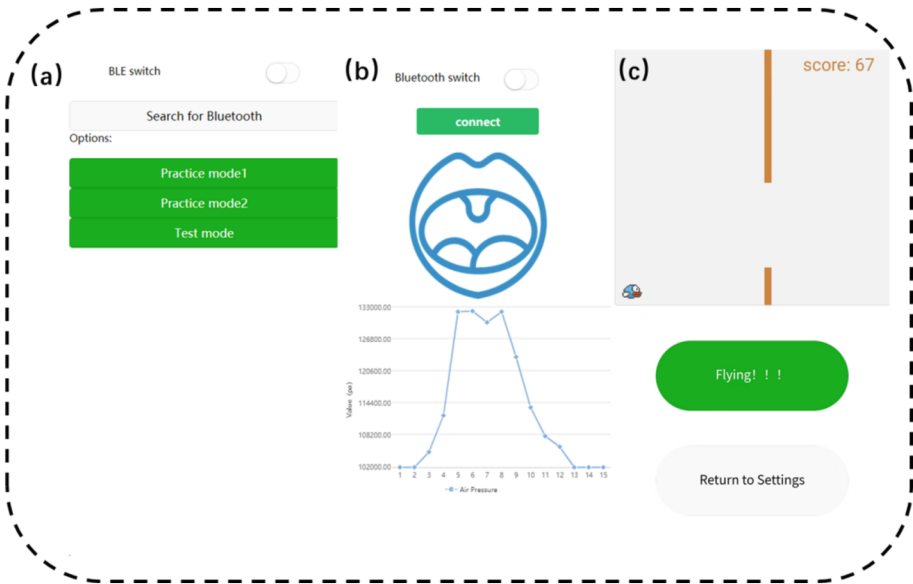 (a)
BLE switch
Search for Bluetooth
Options:
Practice mode1
Practice mode2
Test mode
(b)
Bluetooth switch
connect
133000.00
126800.00
120600.00
114400.00
108200.00
102000.00
Value (pa)
1 2 3 4 5 6 7 8 9 10 11 12 13 14 15
Air Pressure
(c)
score: 67
Flying! ! !
Return to Settings